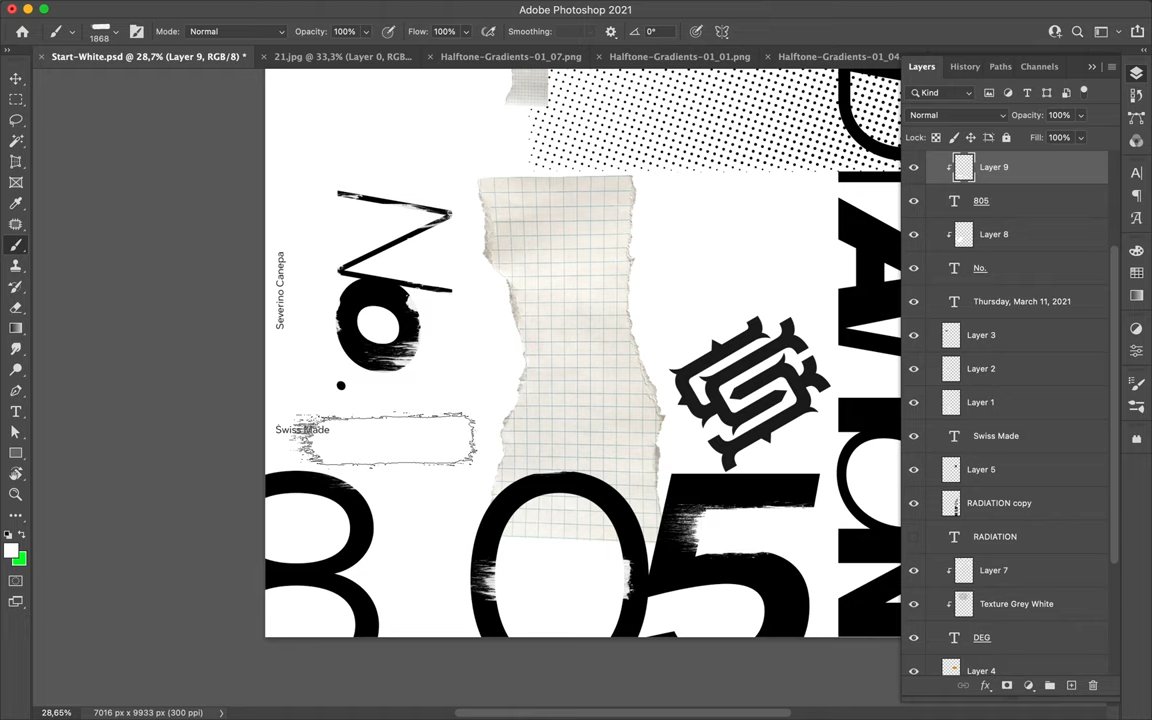 Adobe Photoshop 2021
1868
Mode: Normal
Opacity: 100%
Flow: 100%
Smoothing:
0°
Start-White.psd @ 28,7% (Layer 9, RGB/8) *
21.jpg @ 33,3% (Layer 0, RGB...
Halftone-Gradients-01_07.png
Halftone-Gradients-01_01.png
Halftone-Gradients-01_04.
Layers
History
Paths
Channels
Kind
Normal
Opacity: 100%
Lock:
Fill: 100%
Layer 9
805
Layer 8
No.
Thursday, March 11, 2021
Layer 3
Layer 2
Layer 1
Swiss Made
Layer 5
RADIATION copy
RADIATION
Layer 7
Texture Grey White
DEG
Layer 4
Severino Canepa
No.
Swiss Made
805
28,65%
7016 px x 9933 px (300 ppi)